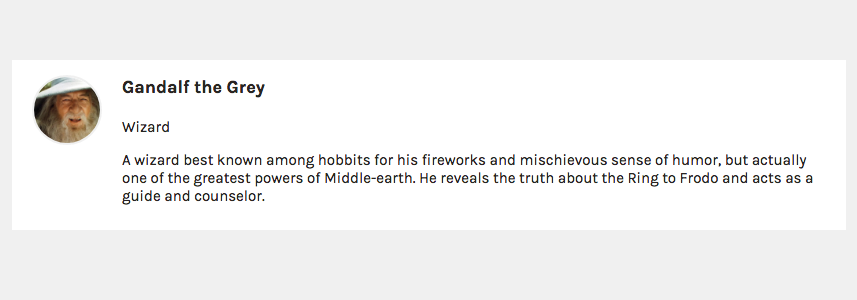 Gandalf the Grey
Wizard
A wizard best known among hobbits for his fireworks and mischievous sense of humor, but actually
one of the greatest powers of Middle-earth. He reveals the truth about the Ring to Frodo and acts as a
guide and counselor.